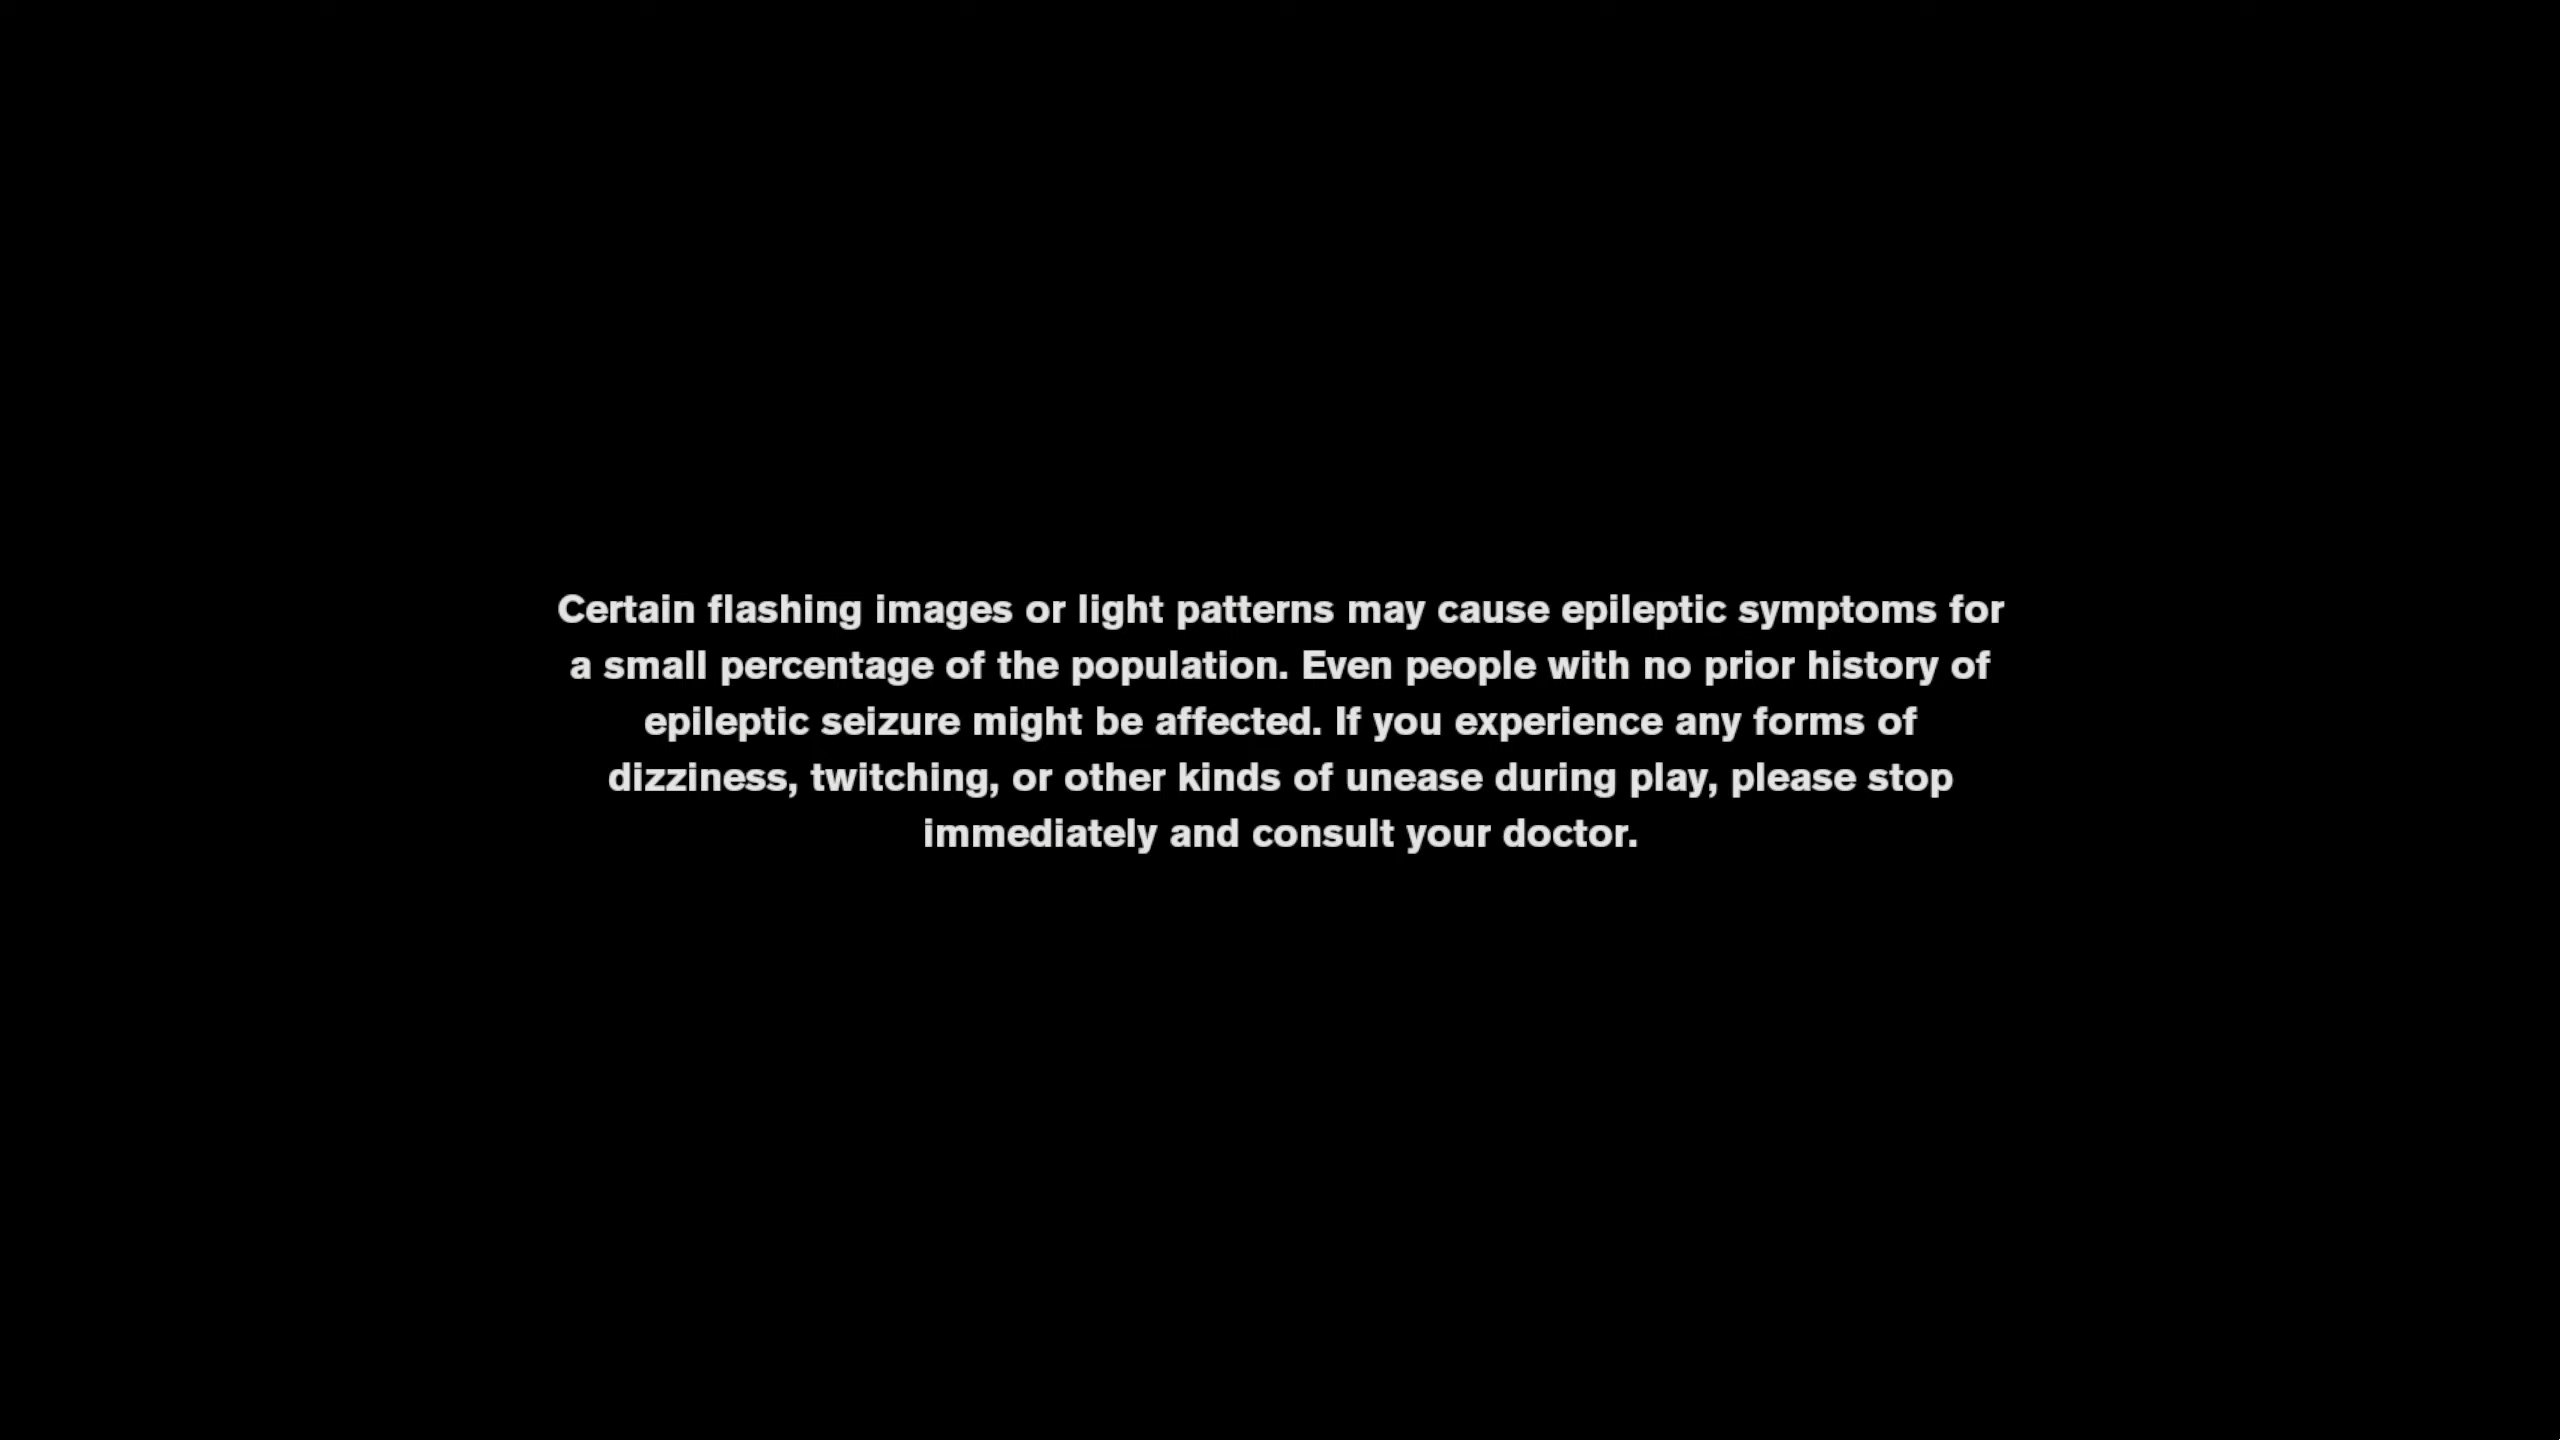 Certain flashing images or light patterns may cause epileptic symptoms for
a small percentage of the population. Even people with no prior history of
epileptic seizure might be affected. If you experience any forms of
dizziness, twitching, or other kinds of unease during play, please stop
immediately and consult your doctor.